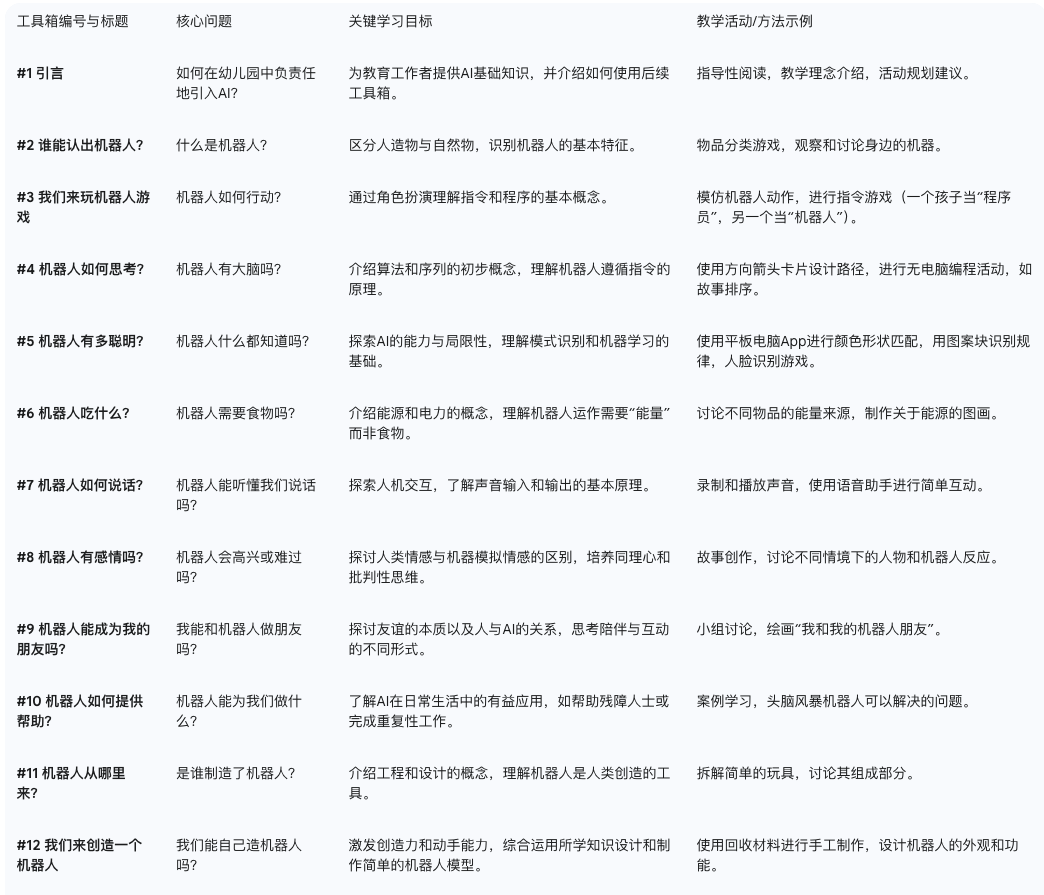 工具箱编号与标题 核心问题 关键学习目标 教学活动/方法示例
#1 引言 如何在幼儿园中负责任 为教育工作者提供AI基础知识，并介绍如何使用后续 指导性阅读，教学理念介绍，活动规划建议。
地引入AI? 工具箱。
#2 谁能认出机器人? 什么是机器人? 区分人造物与自然物，识别机器人的基本特征。 物品分类游戏，观察和讨论身边的机器。
#3 我们来玩机器人游 机器人如何行动? 通过角色扮演理解指令和程序的基本概念。 模仿机器人动作，进行指令游戏（一个孩子当“程序
戏 员”，另一个当“机器人”）。
#4 机器人如何思考? 机器人有大脑吗? 介绍算法和序列的初步概念，理解机器人遵循指令的 使用方向箭头卡片设计路径，进行无电脑编程活动，如
原理。 故事排序。
#5 机器人有多聪明? 机器人什么都知道吗? 探索AI的能力与局限性，理解模式识别和机器学习的 使用平板电脑App进行颜色形状匹配，用图案块识别规
基础。 律，人脸识别游戏。
#6 机器人吃什么? 机器人需要食物吗? 介绍能源和电力的概念，理解机器人运作需要“能量” 讨论不同物品的能量来源，制作关于能源的图画。
而非食物。
#7 机器人如何说话? 机器人能听懂我们说话 探索人机交互，了解声音输入和输出的基本原理。 录制和播放声音，使用语音助手进行简单互动。
吗?
#8 机器人有感情吗? 机器人会高兴或难过 探讨人类情感与机器模拟情感的区别，培养同理心和 故事创作，讨论不同情境下的人物和机器人反应。
吗? 批判性思维。
#9 机器人能成为我的 我能和机器人做朋友 探讨友谊的本质以及人与AI的关系，思考陪伴与互动 小组讨论，绘画“我和我的机器人朋友”。
朋友吗? 吗? 的不同形式。
#10 机器人如何提供 机器人能为我们做什 了解AI在日常生活中的有益应用，如帮助残障人士或 案例学习，头脑风暴机器人可以解决的问题。
帮助? 么? 完成重复性工作。
#11 机器人从哪里 是谁制造了机器人? 介绍工程和设计的概念，理解机器人是人类创造的工 拆解简单的玩具，讨论其组成部分。
来? 具。
#12 我们来创造一个 我们能自己造机器人 激发创造力和动手能力，综合运用所学知识设计和制 使用回收材料进行手工制作，设计机器人的外观和功
机器人 吗? 作简单的机器人模型。 能。